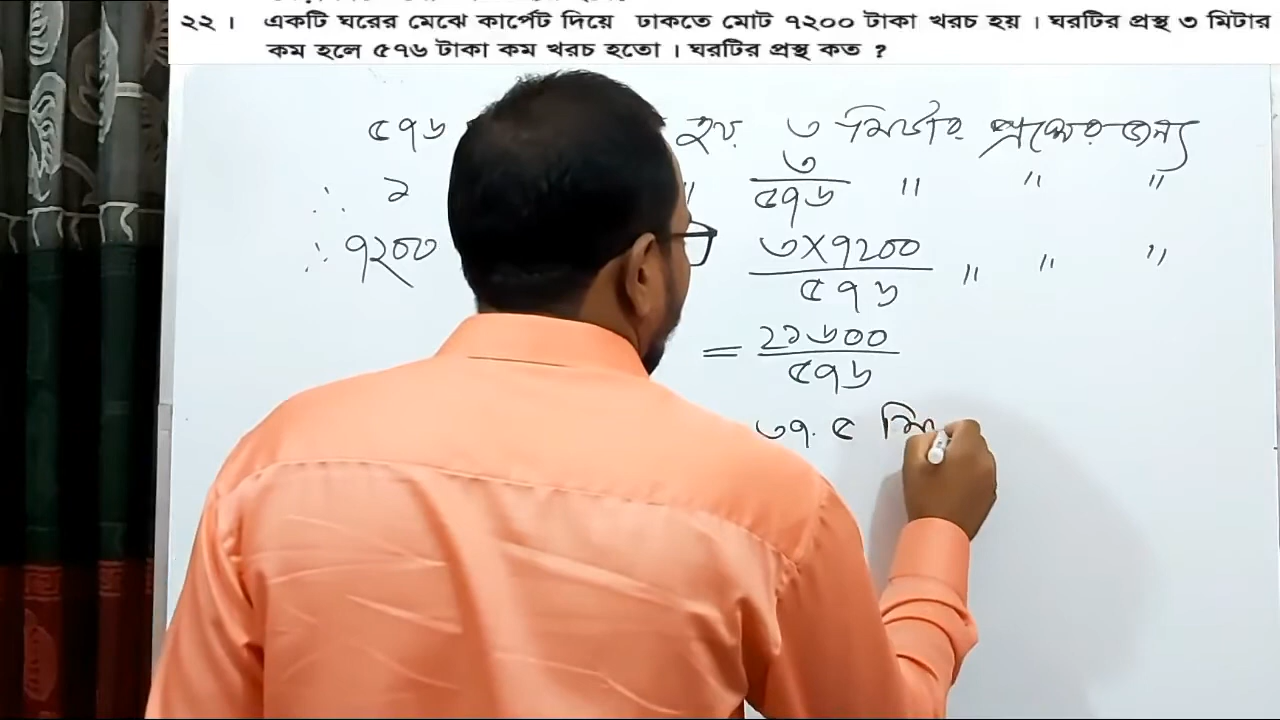 ২২। একটি ঘরের মেঝে কার্পেট দিয়ে ঢাকতে মোট ৭২০০ টাকা খরচ হয়। ঘরটির প্রস্থ ৩ মিটার
কম হলে ৫৭৬ টাকা কম খরচ হতো। ঘরটির প্রস্থ কত ?
৫৭৬ হয় ৩ মিটার প্রস্থের জন্য
∴ ১ " ৩/৫৭৬ " " "
∴ ৭২০০ ৩×৭২০০/৫৭৬ " " "
= ২১৬০০/৫৭৬
৩৭.৫ মি